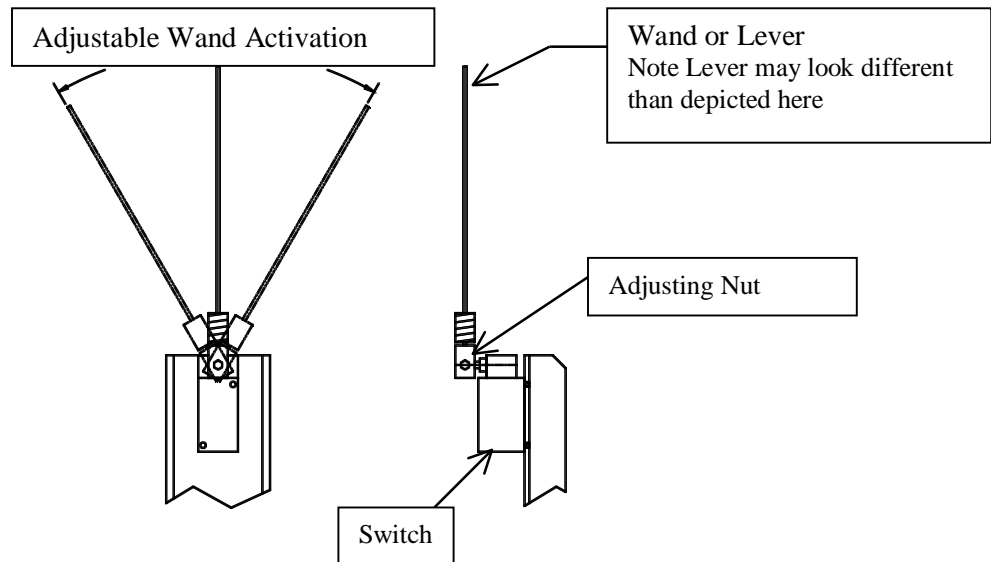 Adjustable Wand Activation
Wand or Lever
Note Lever may look different
than depicted here
Adjusting Nut
Switch